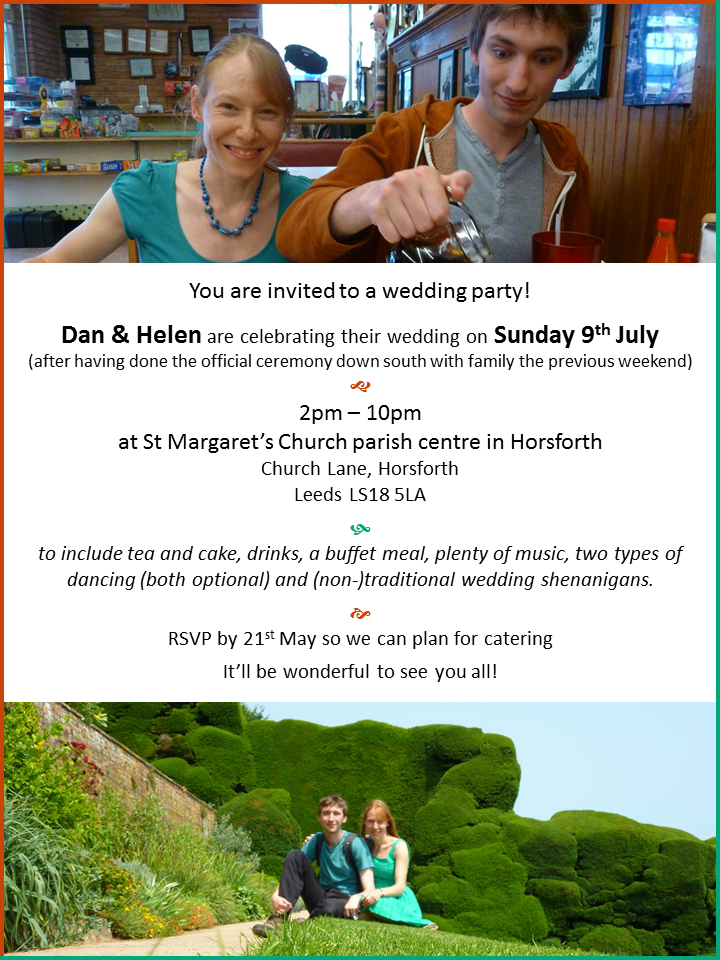 You are invited to a wedding party!
Dan & Helen are celebrating their wedding on Sunday 9th July
(after having done the official ceremony down south with family the previous weekend)
2pm – 10pm
at St Margaret's Church parish centre in Horsforth
Church Lane, Horsforth
Leeds LS18 5LA
to include tea and cake, drinks, a buffet meal, plenty of music, two types of
dancing (both optional) and (non-)traditional wedding shenanigans.
RSVP by 21st May so we can plan for catering
It'll be wonderful to see you all!